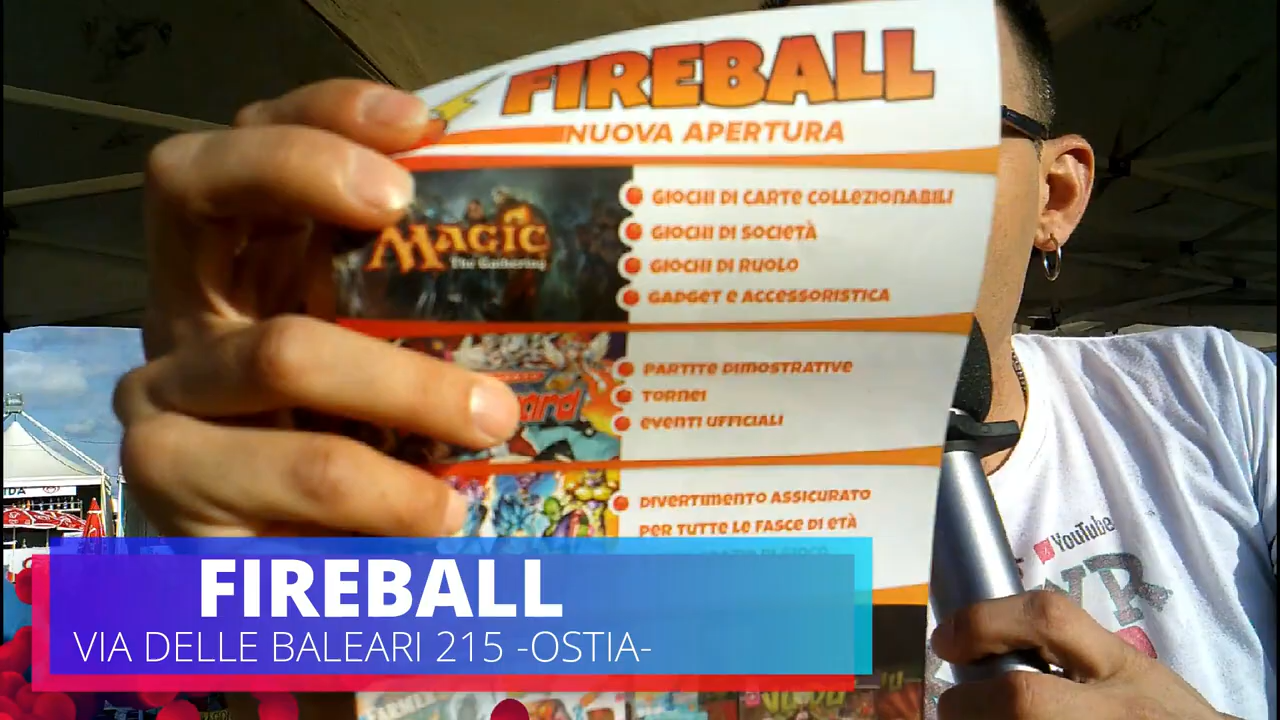 FIREBALL
NUOVA APERTURA
MAGIC
The Gathering
GIOCHI DI CARTE COLLEZIONABILI
GIOCHI DI SOCIETÀ
GIOCHI DI RUOLO
GADGET E ACCESSORISTICA
PARTITE DIMOSTRATIVE
TORNEI
EVENTI UFFICIALI
DIVERTIMENTO ASSICURATO
PER TUTTE LE FASCE DI ETÀ
YouTube
FIREBALL
VIA DELLE BALEARI 215 -OSTIA-